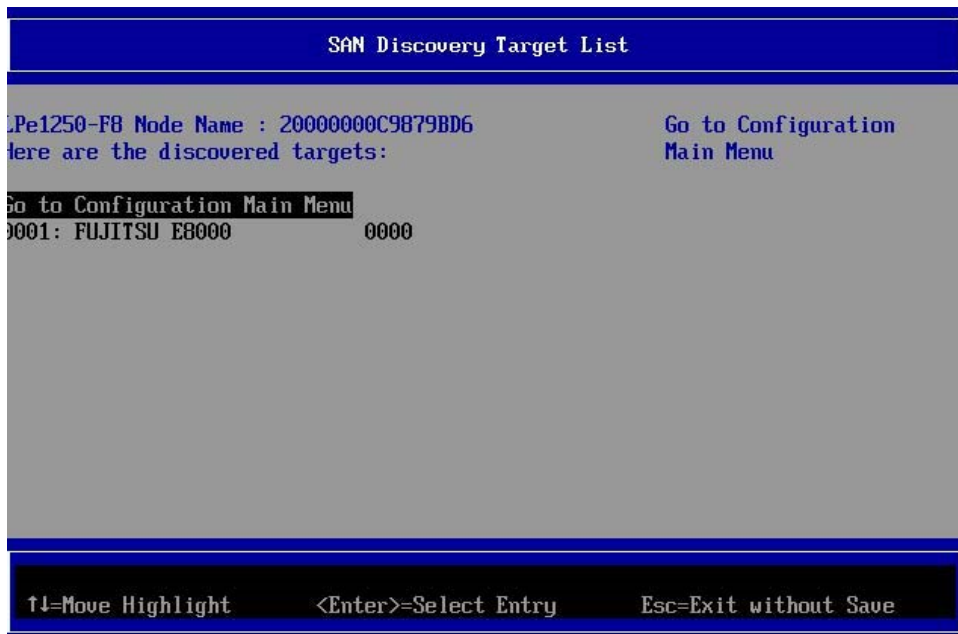 SAN Discovery Target List
LPe1250-F8 Node Name : 20000000C9879BD6
Here are the discovered targets:
Go to Configuration
Main Menu
Go to Configuration Main Menu
0001: FUJITSU E8000 0000
↑↓=Move Highlight <Enter>=Select Entry Esc=Exit without Save